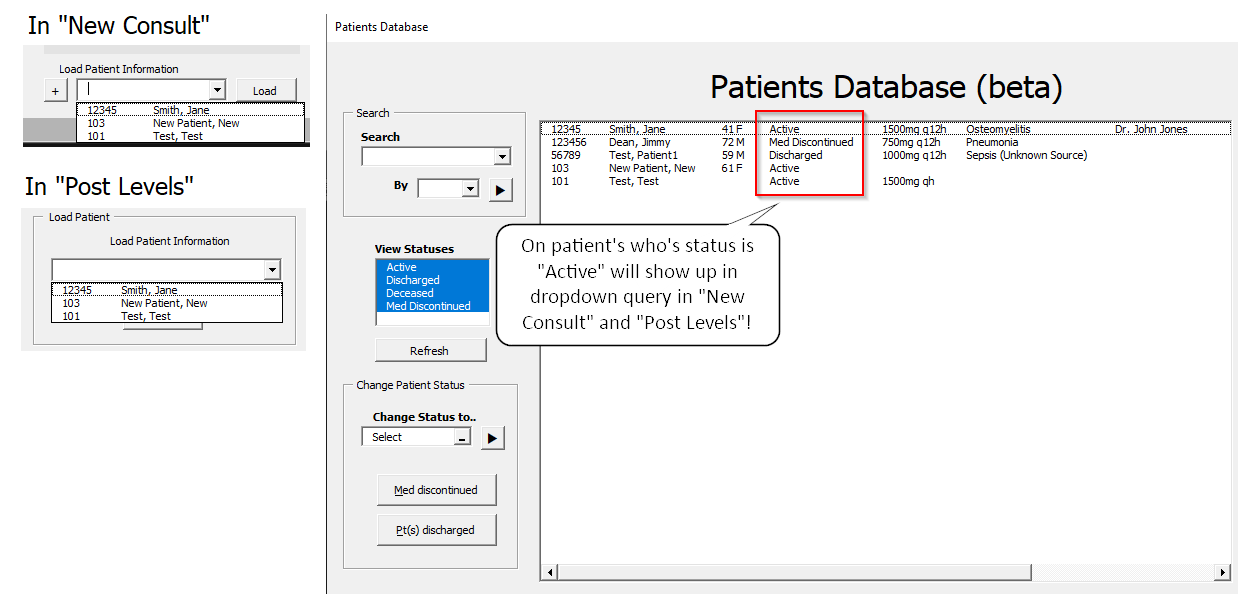 In "New Consult"
Load Patient Information
+ Load
12345 Smith, Jane
103 New Patient, New
101 Test, Test
In "Post Levels"
Load Patient
Load Patient Information
12345 Smith, Jane
103 New Patient, New
101 Test, Test
Patients Database
Patients Database (beta)
Search
Search
By
View Statuses
Active
Discharged
Deceased
Med Discontinued
Refresh
Change Patient Status
Change Status to..
Select
Med discontinued
Pt(s) discharged
12345 Smith, Jane 41 F Active 1500mg q12h Osteomyelitis Dr. John Jones
123456 Dean, Jimmy 72 M Med Discontinued 750mg q12h Pneumonia
56789 Test, Patient1 59 M Discharged 1000mg q12h Sepsis (Unknown Source)
103 New Patient, New 61 F Active
101 Test, Test Active 1500mg qh
On patient's who's status is
"Active" will show up in
dropdown query in "New
Consult" and "Post Levels"!